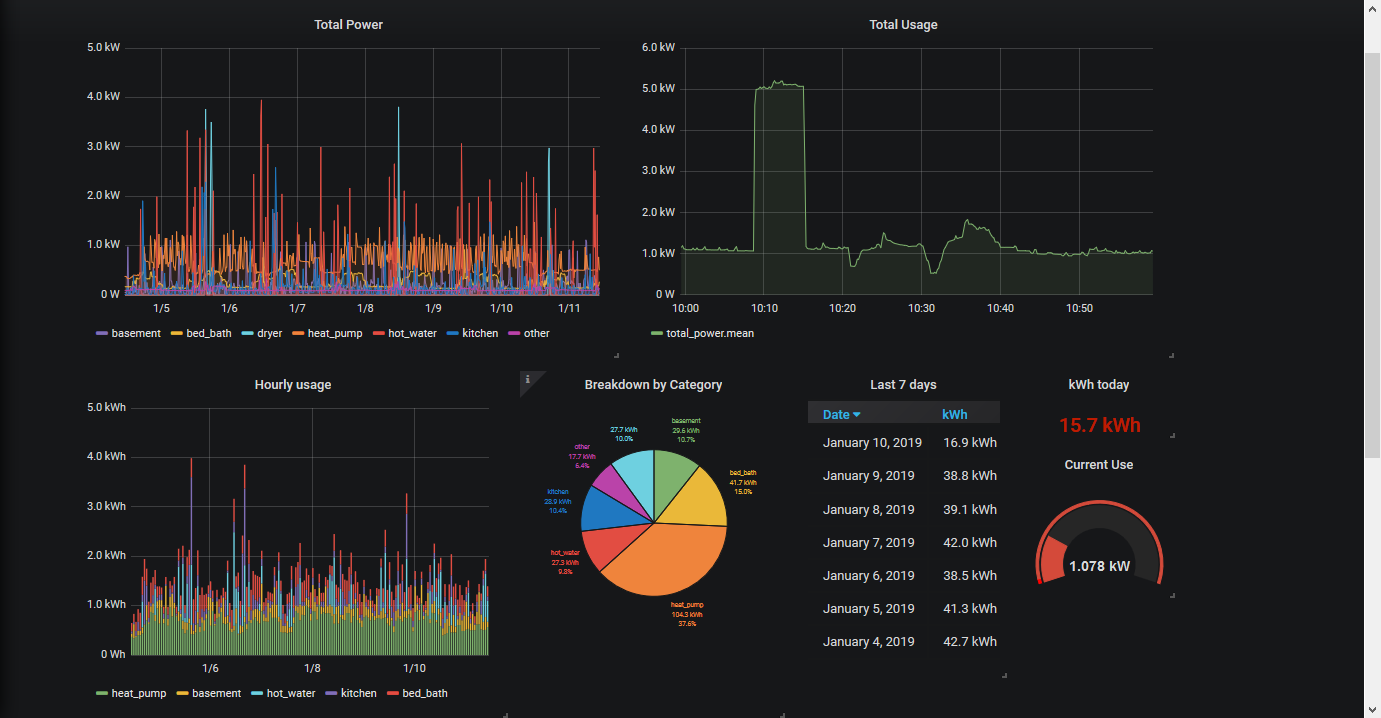 Total Power
5.0 kW
4.0 kW
3.0 kW
2.0 kW
1.0 kW
0 W
1/5 1/6 1/7 1/8 1/9 1/10 1/11
basement bed_bath dryer heat_pump hot_water kitchen other
Total Usage
6.0 kW
5.0 kW
4.0 kW
3.0 kW
2.0 kW
1.0 kW
0 W
10:00 10:10 10:20 10:30 10:40 10:50
total_power.mean
Hourly usage
5.0 kWh
4.0 kWh
3.0 kWh
2.0 kWh
1.0 kWh
0 Wh
1/6 1/8 1/10
heat_pump basement hot_water kitchen bed_bath
i
Breakdown by Category
basement
29.6 kWh
10.7%
bed_bath
41.7 kWh
15.0%
heat_pump
104.3 kWh
37.6%
hot_water
27.3 kWh
9.8%
kitchen
28.9 kWh
10.4%
other
17.7 kWh
6.4%
27.7 kWh
10.0%
Last 7 days
Date kWh
January 10, 2019 16.9 kWh
January 9, 2019 38.8 kWh
January 8, 2019 39.1 kWh
January 7, 2019 42.0 kWh
January 6, 2019 38.5 kWh
January 5, 2019 41.3 kWh
January 4, 2019 42.7 kWh
kWh today
15.7 kWh
Current Use
1.078 kW